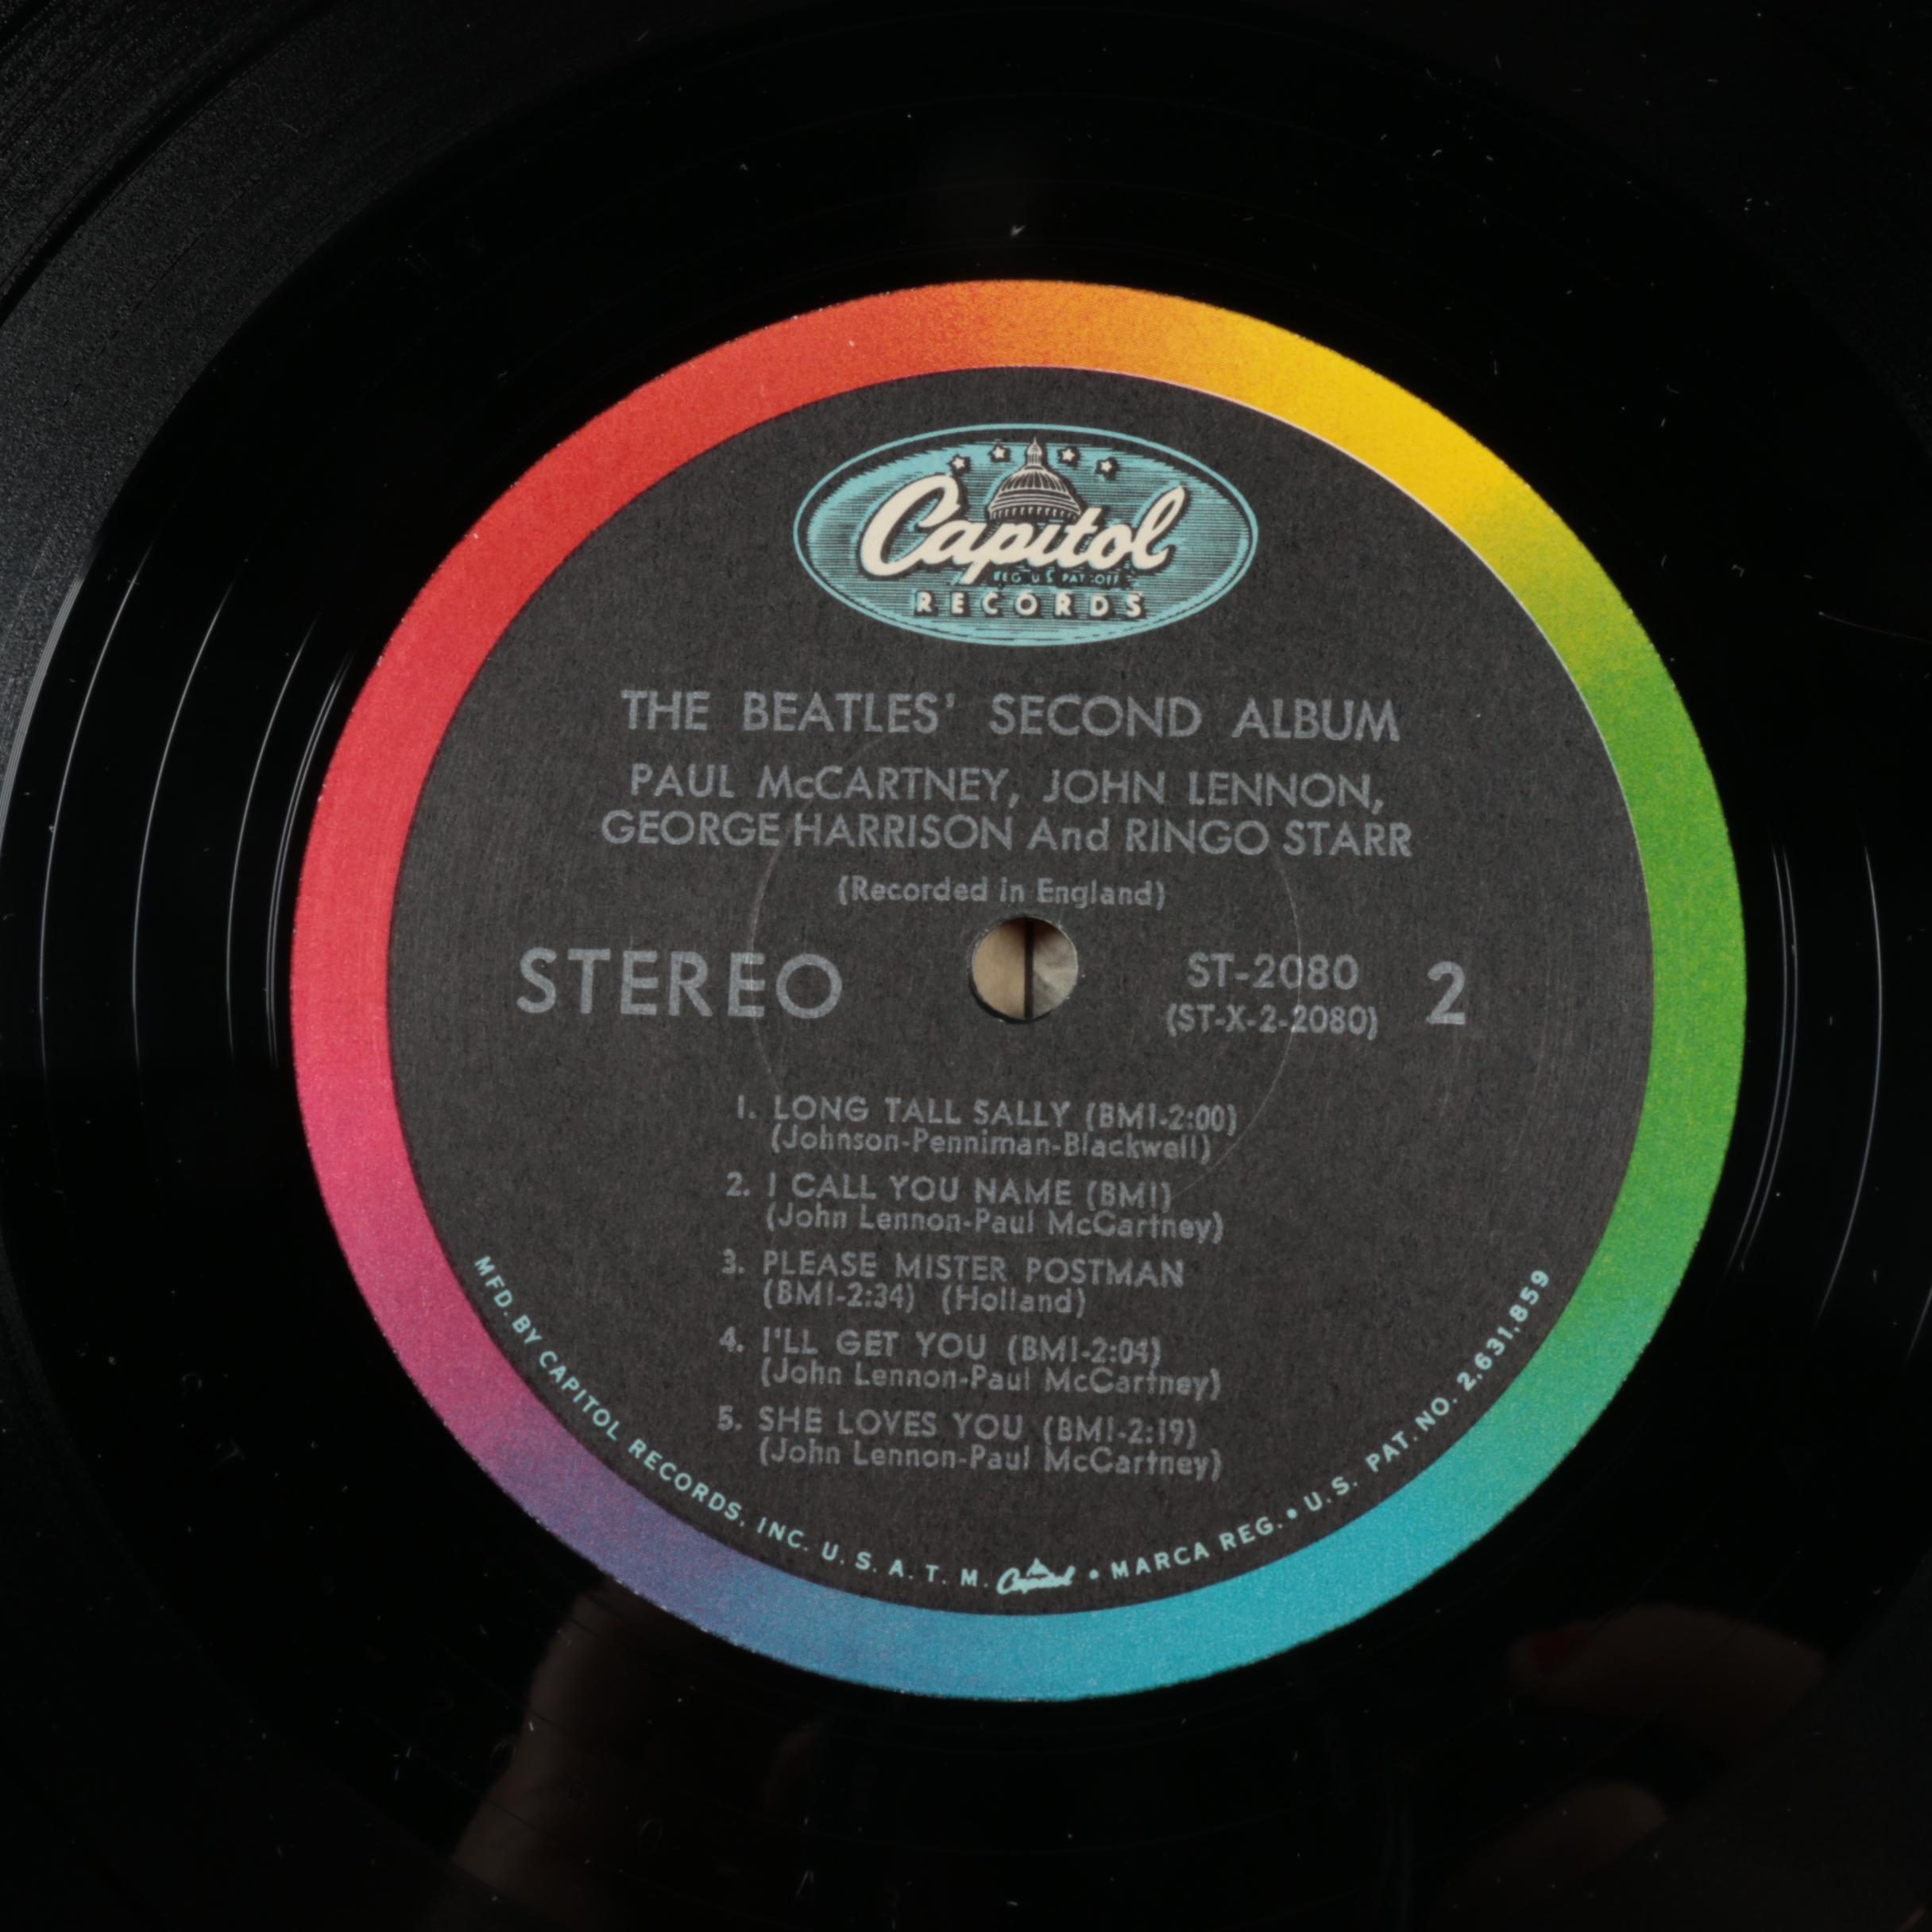 Capitol
REG U S PAT OFF
RECORDS
THE BEATLES' SECOND ALBUM
PAUL McCARTNEY, JOHN LENNON,
GEORGE HARRISON And RINGO STARR
(Recorded in England)
STEREO
ST-2080
(ST-X-2-2080)
2
1. LONG TALL SALLY (BMI-2:00)
(Johnson-Penniman-Blackwell)
2. I CALL YOU NAME (BMI)
(John Lennon-Paul McCartney)
3. PLEASE MISTER POSTMAN
(BMI-2:34) (Holland)
4. I'LL GET YOU (BMI-2:04)
(John Lennon-Paul McCartney)
5. SHE LOVES YOU (BMI-2:19)
(John Lennon-Paul McCartney)
MFD. BY CAPITOL RECORDS, INC. U. S. A. T. M. Capitol • MARCA REG. • U. S. PAT. NO. 2,631,859